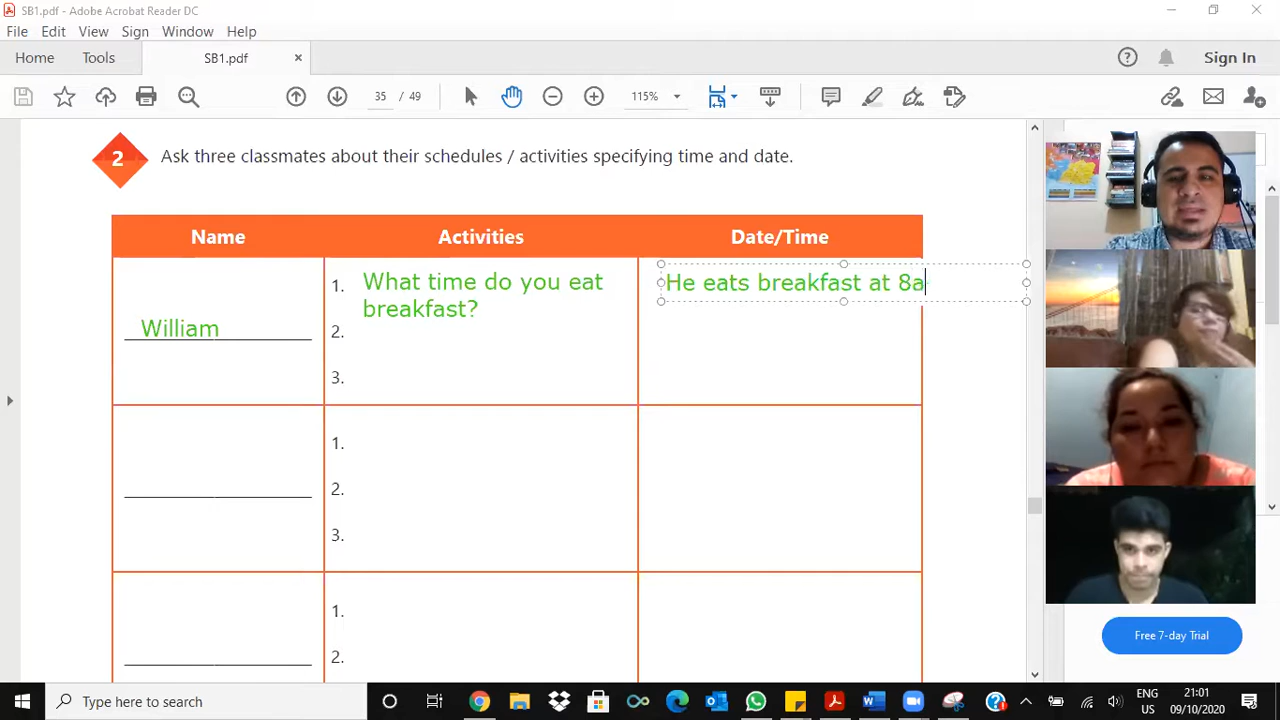 SB1.pdf - Adobe Acrobat Reader DC
File Edit View Sign Window Help
Home Tools SB1.pdf × Sign In
35 / 49 115%
2 Ask three classmates about their schedules / activities specifying time and date.
Name Activities Date/Time
1. What time do you eat He eats breakfast at 8a
breakfast?
William 2.
3.
1.
2.
3.
1.
2.
Free 7-day Trial
Type here to search
ENG 21:01
US 09/10/2020